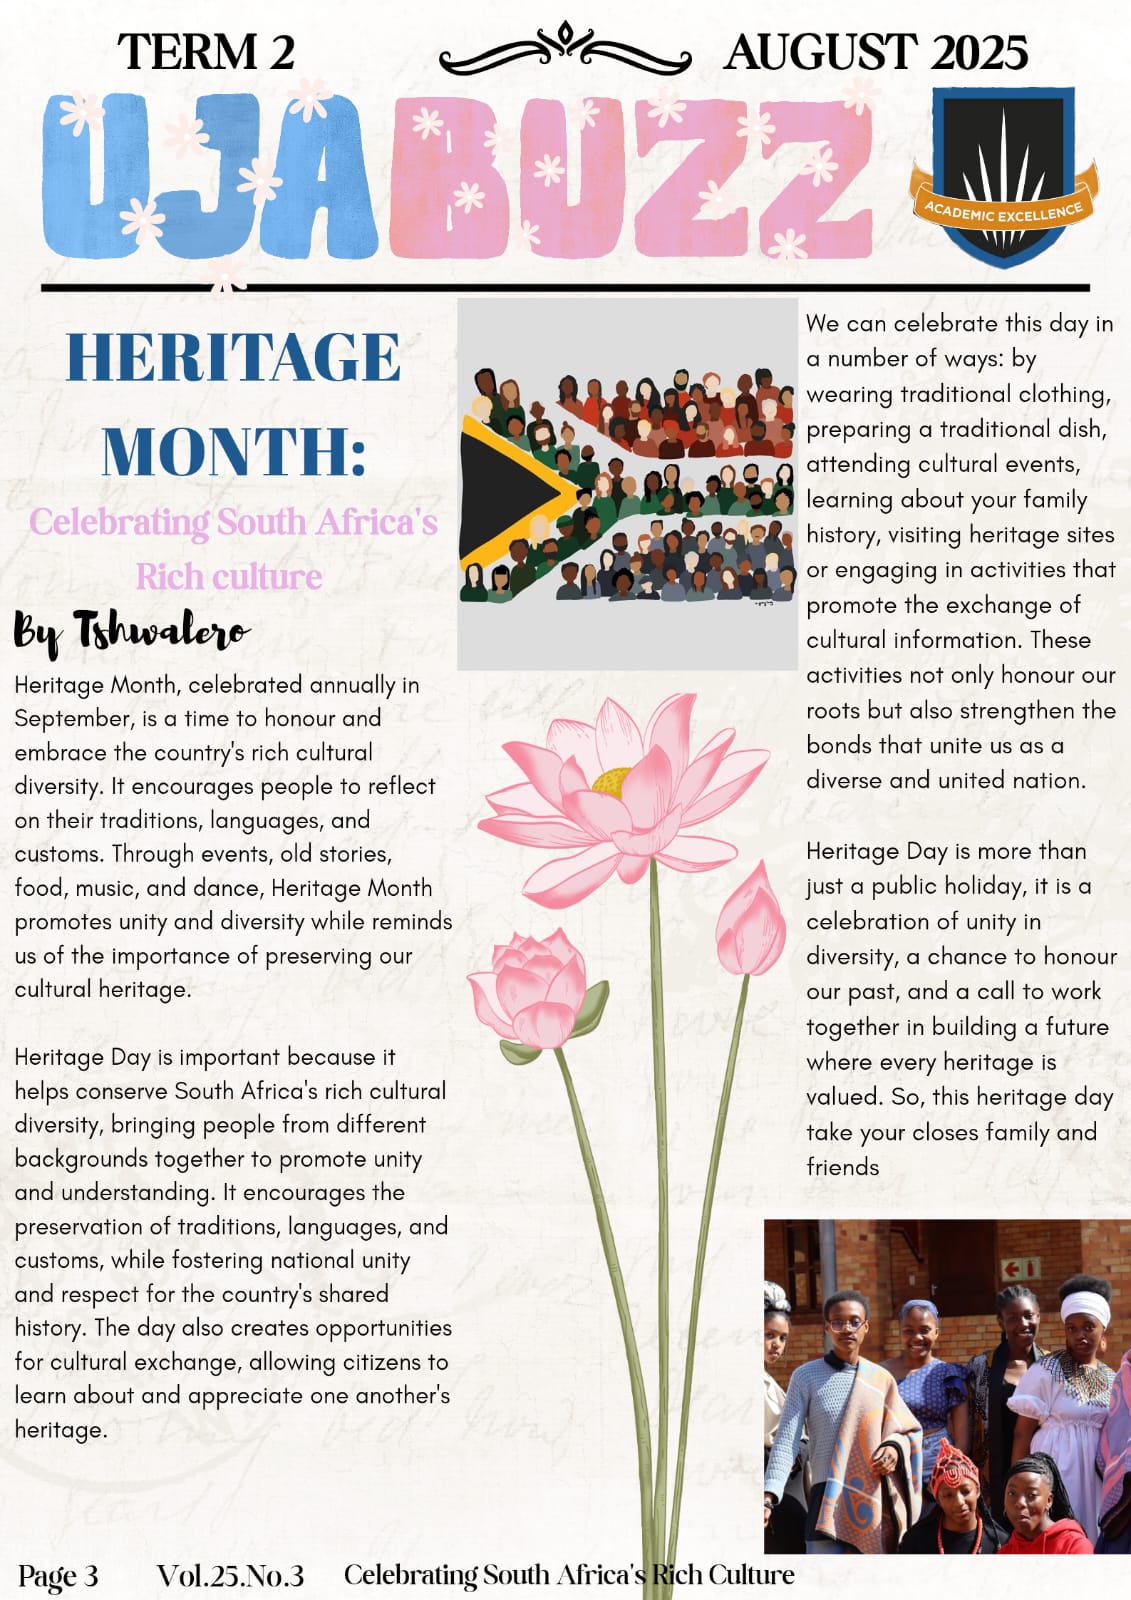 TERM 2
AUGUST 2025
UJABUZZ
ACADEMIC EXCELLENCE
HERITAGE
MONTH:
Celebrating South Africa's
Rich culture
By Tshwalero
Heritage Month, celebrated annually in
September, is a time to honour and
embrace the country's rich cultural
diversity. It encourages people to reflect
on their traditions, languages, and
customs. Through events, old stories,
food, music, and dance, Heritage Month
promotes unity and diversity while reminds
us of the importance of preserving our
cultural heritage.
Heritage Day is important because it
helps conserve South Africa's rich cultural
diversity, bringing people from different
backgrounds together to promote unity
and understanding. It encourages the
preservation of traditions, languages, and
customs, while fostering national unity
and respect for the country's shared
history. The day also creates opportunities
for cultural exchange, allowing citizens to
learn about and appreciate one another's
heritage.
We can celebrate this day in
a number of ways: by
wearing traditional clothing,
preparing a traditional dish,
attending cultural events,
learning about your family
history, visiting heritage sites
or engaging in activities that
promote the exchange of
cultural information. These
activities not only honour our
roots but also strengthen the
bonds that unite us as a
diverse and united nation.
Heritage Day is more than
just a public holiday, it is a
celebration of unity in
diversity, a chance to honour
our past, and a call to work
together in building a future
where every heritage is
valued. So, this heritage day
take your closes family and
friends
Page 3
Vol.25.No.3
Celebrating South Africa's Rich Culture